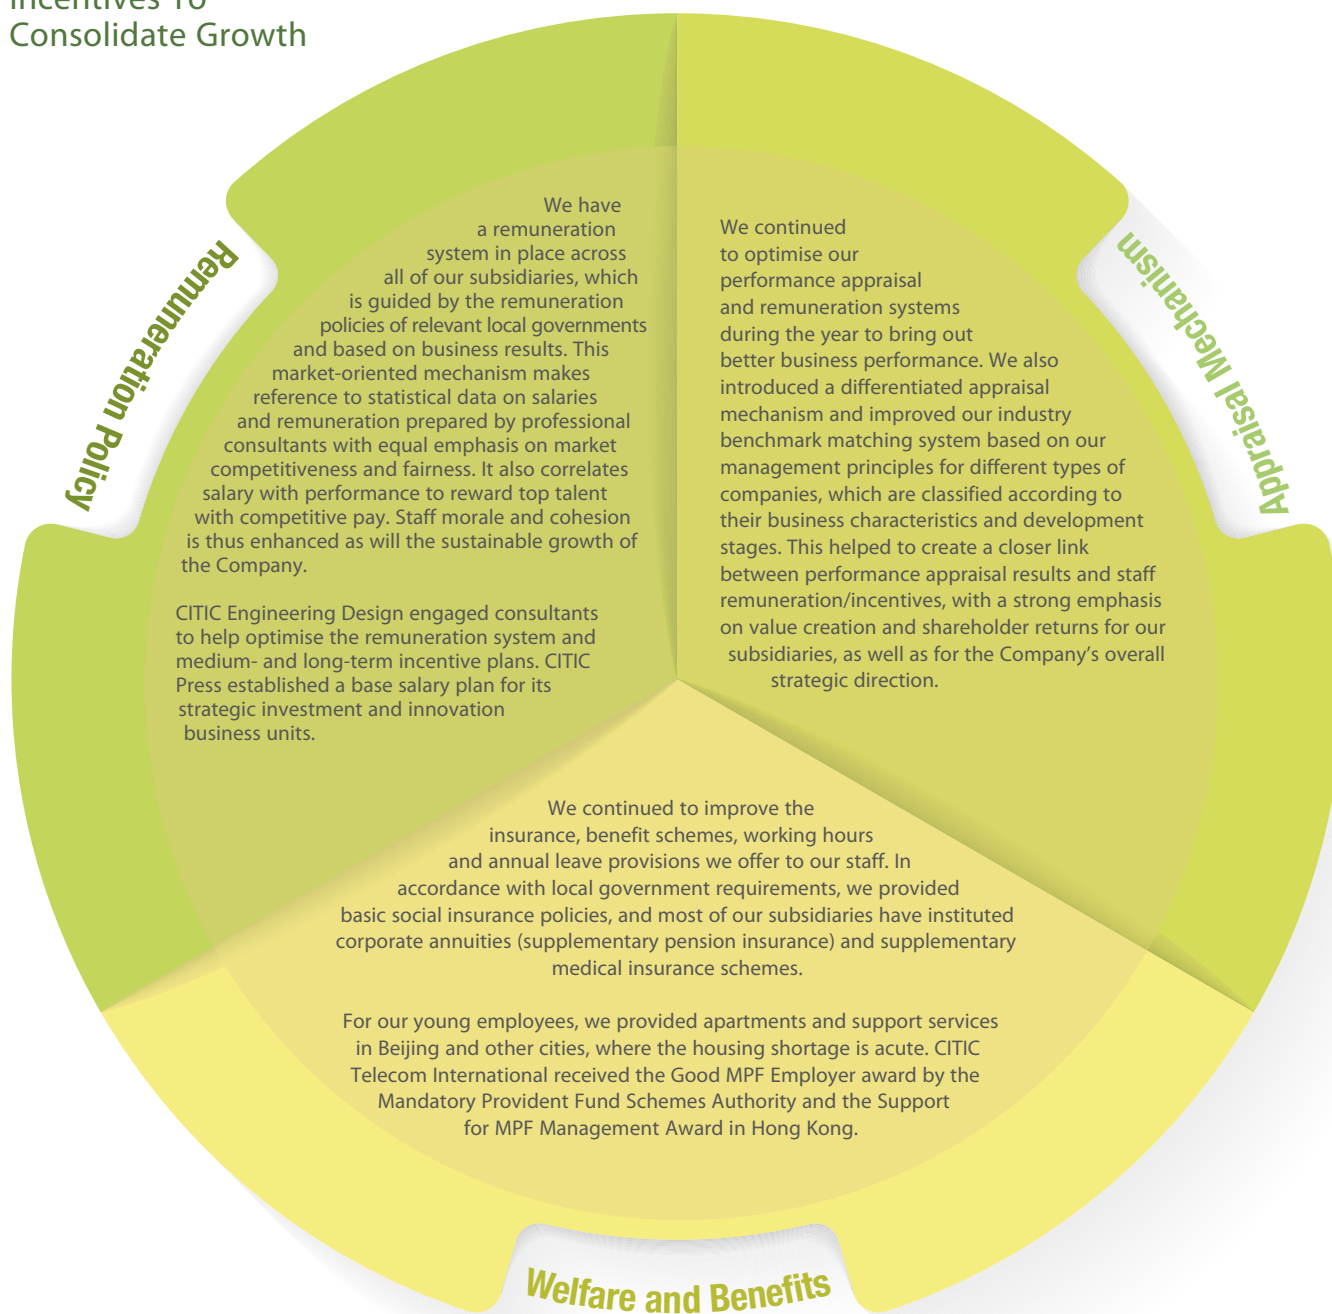 Incentives To
Consolidate Growth
Remuneration Policy
We have
a remuneration
system in place across
all of our subsidiaries, which
is guided by the remuneration
policies of relevant local governments
and based on business results. This
market-oriented mechanism makes
reference to statistical data on salaries
and remuneration prepared by professional
consultants with equal emphasis on market
competitiveness and fairness. It also correlates
salary with performance to reward top talent
with competitive pay. Staff morale and cohesion
is thus enhanced as will the sustainable growth of
the Company.
CITIC Engineering Design engaged consultants
to help optimise the remuneration system and
medium- and long-term incentive plans. CITIC
Press established a base salary plan for its
strategic investment and innovation
business units.
Appraisal Mechanism
We continued
to optimise our
performance appraisal
and remuneration systems
during the year to bring out
better business performance. We also
introduced a differentiated appraisal
mechanism and improved our industry
benchmark matching system based on our
management principles for different types of
companies, which are classified according to
their business characteristics and development
stages. This helped to create a closer link
between performance appraisal results and staff
remuneration/incentives, with a strong emphasis
on value creation and shareholder returns for our
subsidiaries, as well as for the Company’s overall
strategic direction.
We continued to improve the
insurance, benefit schemes, working hours
and annual leave provisions we offer to our staff. In
accordance with local government requirements, we provided
basic social insurance policies, and most of our subsidiaries have instituted
corporate annuities (supplementary pension insurance) and supplementary
medical insurance schemes.
For our young employees, we provided apartments and support services
in Beijing and other cities, where the housing shortage is acute. CITIC
Telecom International received the Good MPF Employer award by the
Mandatory Provident Fund Schemes Authority and the Support
for MPF Management Award in Hong Kong.
Welfare and Benefits